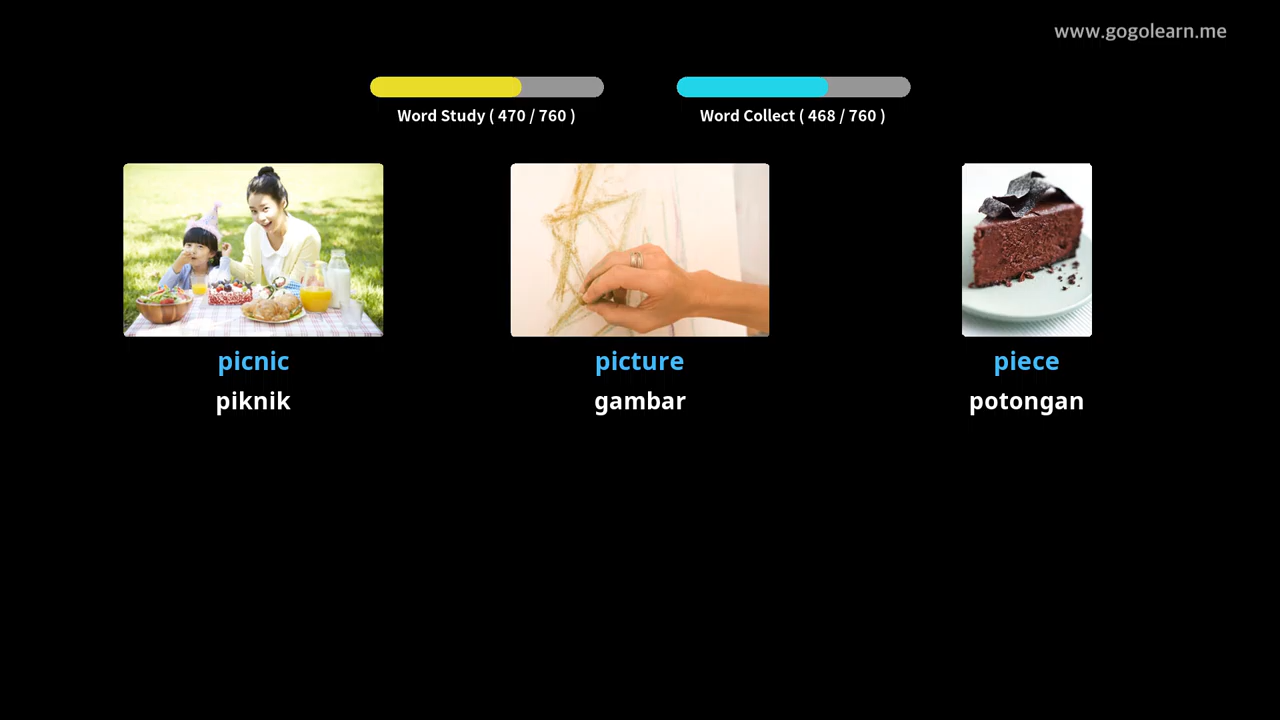 www.gogolearn.me
Word Study ( 470 / 760 )
Word Collect ( 468 / 760 )
picnic
piknik
picture
gambar
piece
potongan